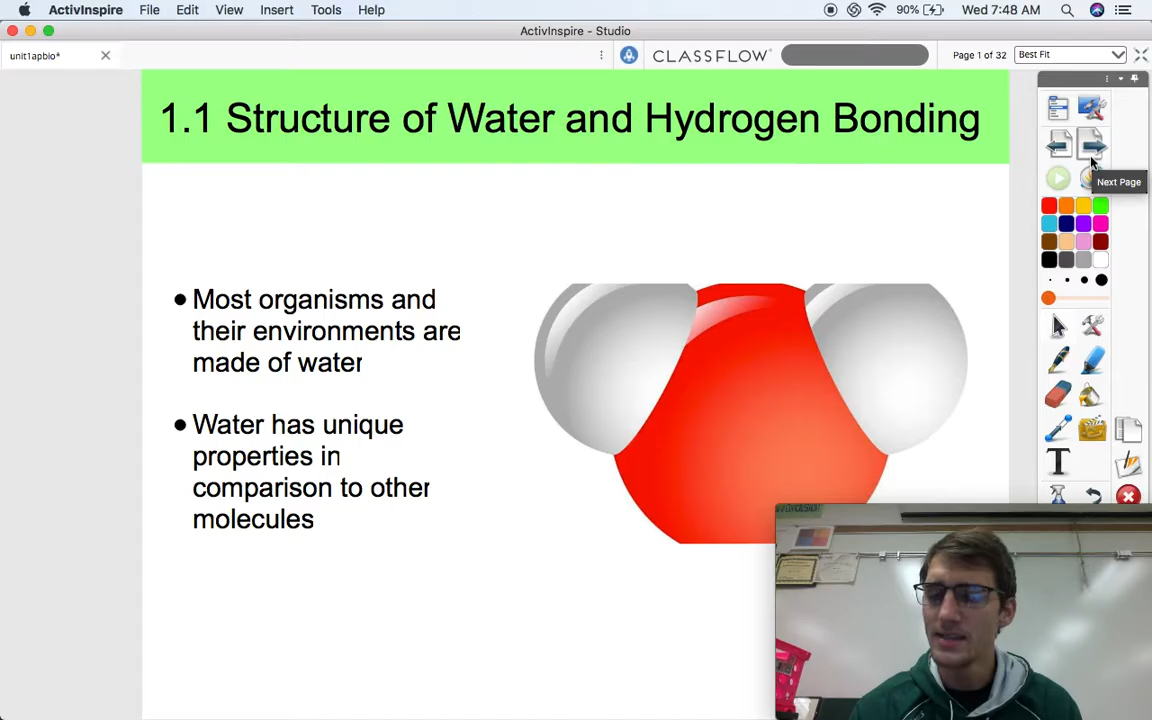 ActivInspire File Edit View Insert Tools Help 90% Wed 7:48 AM
ActivInspire - Studio
unit1apbio* CLASSFLOW Page 1 of 32 Best Fit
1.1 Structure of Water and Hydrogen Bonding
Next Page
• Most organisms and
their environments are
made of water
• Water has unique
properties in
comparison to other
molecules
T